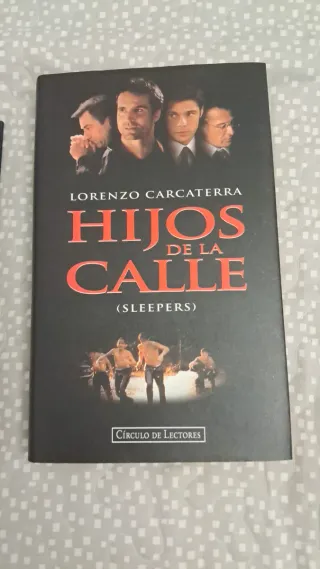 LORENZO CARCATERRA
HIJOS
DE LA
CALLE
(SLEEPERS)
CÍRCULO DE LECTORES